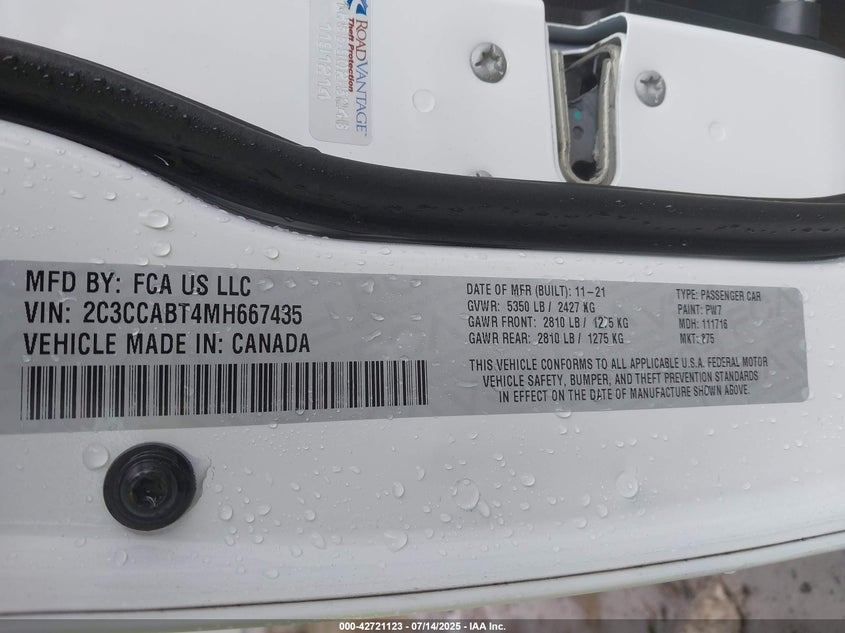 ROADVANTAGE
Theft Protection
MFD BY: FCA US LLC
VIN: 2C3CCABT4MH667435
VEHICLE MADE IN: CANADA
DATE OF MFR (BUILT): 11-21
GVWR: 5350 LB / 2427 KG
GAWR FRONT: 2810 LB / 1275 KG
GAWR REAR: 2810 LB / 1275 KG
TYPE: PASSENGER CAR
PAINT: PW7
MDH: 111716
MKT: 275
THIS VEHICLE CONFORMS TO ALL APPLICABLE U.S.A. FEDERAL MOTOR
VEHICLE SAFETY, BUMPER, AND THEFT PREVENTION STANDARDS
IN EFFECT ON THE DATE OF MANUFACTURE SHOWN ABOVE.
000-42721123 - 07/14/2025 - IAA Inc.